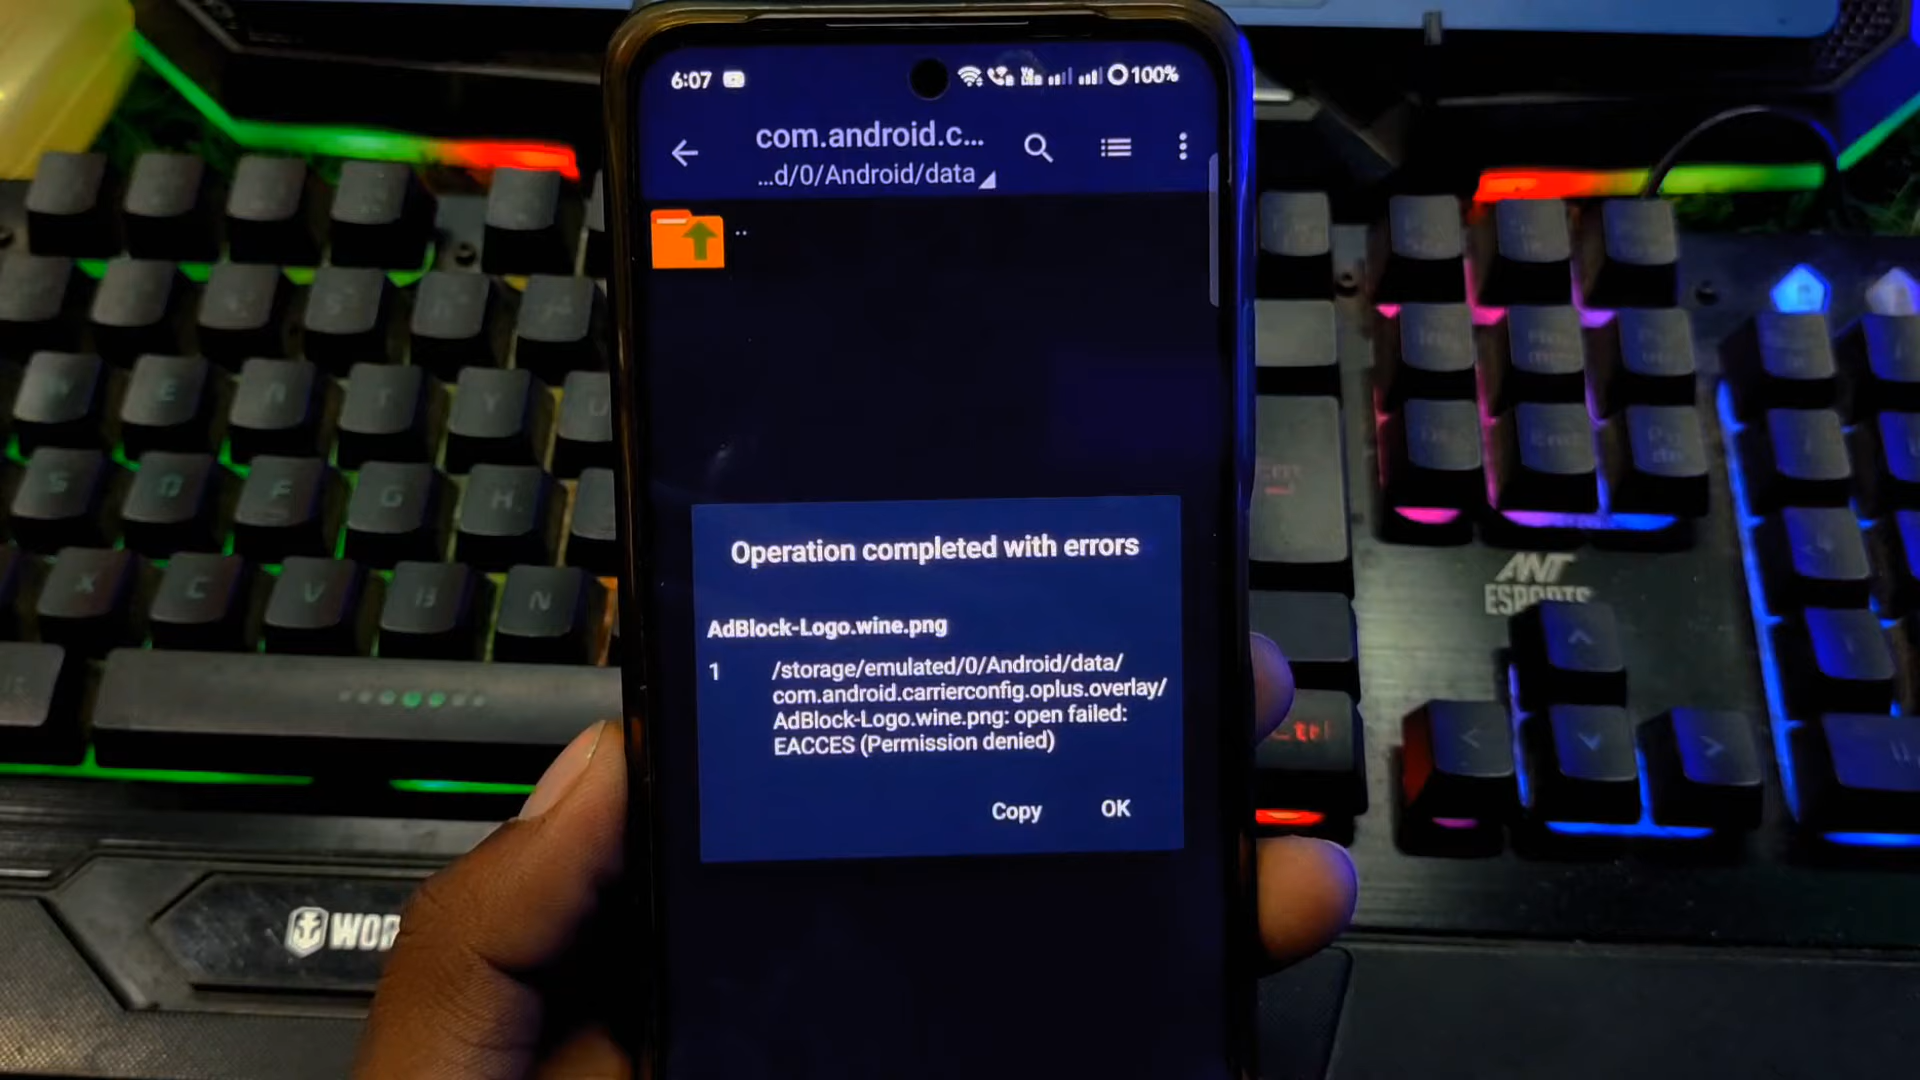 6:07
100%
com.android.c...
...d/0/Android/data
..
Operation completed with errors
AdBlock-Logo.wine.png
1
/storage/emulated/0/Android/data/
com.android.carrierconfig.oplus.overlay/
AdBlock-Logo.wine.png: open failed:
EACCES (Permission denied)
Copy
OK
ANT
ESPORTS
E
T
Y
U
S
D
F
G
H
X
C
V
B
N
Ctrl
End
WOR